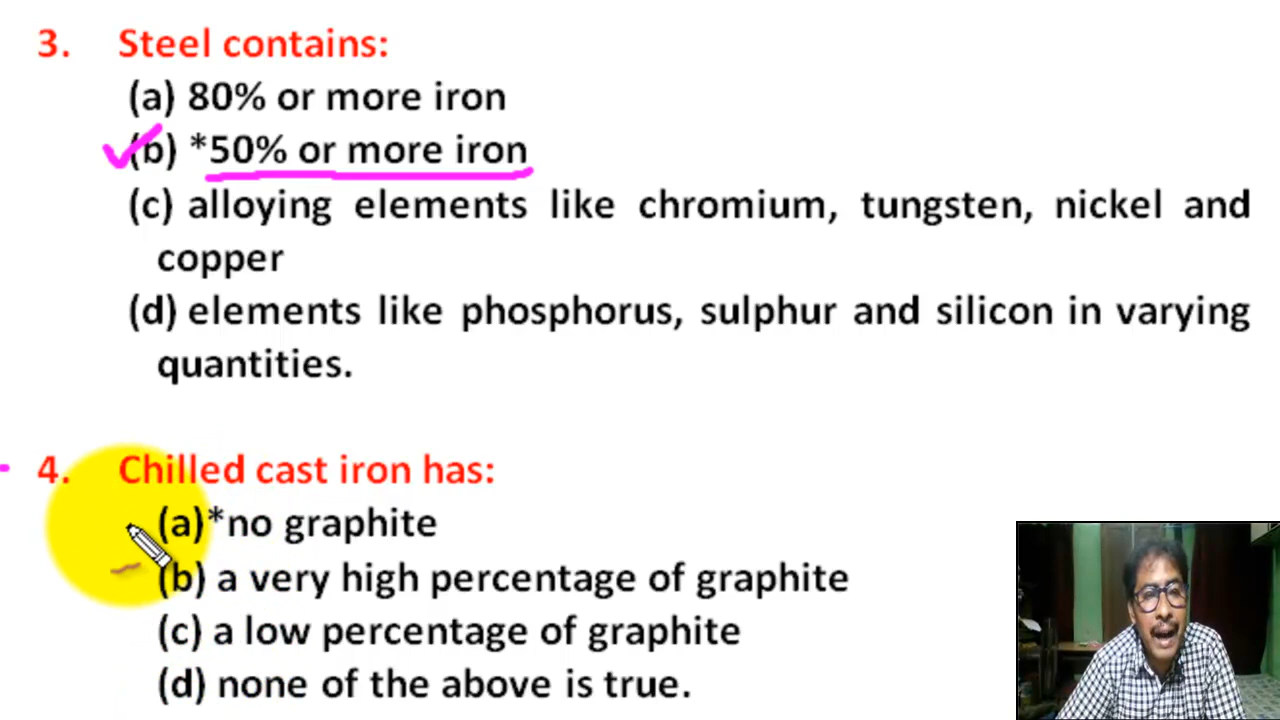 3. Steel contains:
(a) 80% or more iron
(b) *50% or more iron
(c) alloying elements like chromium, tungsten, nickel and
copper
(d) elements like phosphorus, sulphur and silicon in varying
quantities.
4. Chilled cast iron has:
(a)*no graphite
(b) a very high percentage of graphite
(c) a low percentage of graphite
(d) none of the above is true.